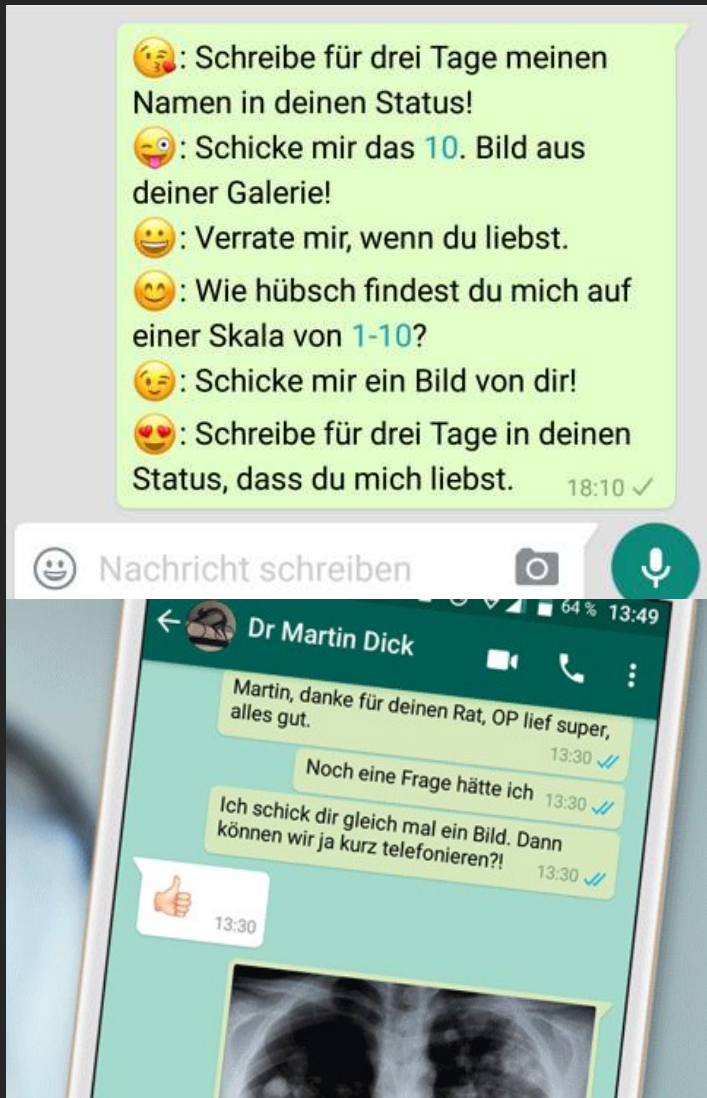 😘: Schreibe für drei Tage meinen
Namen in deinen Status!
😜: Schicke mir das 10. Bild aus
deiner Galerie!
😀: Verrate mir, wenn du liebst.
😊: Wie hübsch findest du mich auf
einer Skala von 1-10?
😉: Schicke mir ein Bild von dir!
😍: Schreibe für drei Tage in deinen
Status, dass du mich liebst. 18:10
Nachricht schreiben
64 % 13:49
Dr Martin Dick
Martin, danke für deinen Rat, OP lief super,
alles gut.
13:30
Noch eine Frage hätte ich 13:30
Ich schick dir gleich mal ein Bild. Dann
können wir ja kurz telefonieren?!
13:30
👍🏻 13:30